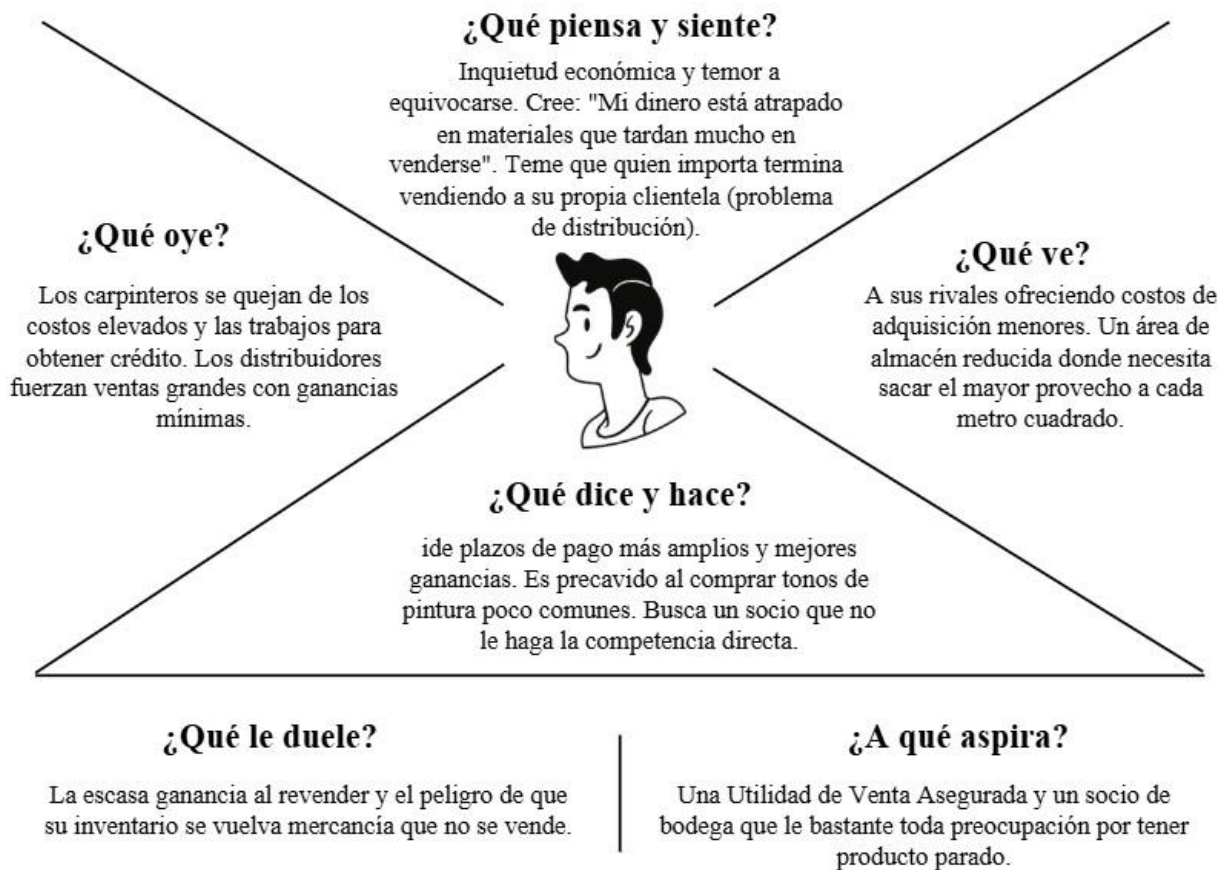 ¿Qué piensa y siente?
Inquietud económica y temor a
equivocarse. Cree: "Mi dinero está atrapado
en materiales que tardan mucho en
venderse". Teme que quien importa termina
vendiendo a su propia clientela (problema
de distribución).
¿Qué oye?
Los carpinteros se quejan de los
costos elevados y las trabajos para
obtener crédito. Los distribuidores
fuerzan ventas grandes con ganancias
mínimas.
¿Qué ve?
A sus rivales ofreciendo costos de
adquisición menores. Un área de
almacén reducida donde necesita
sacar el mayor provecho a cada
metro cuadrado.
¿Qué dice y hace?
ide plazos de pago más amplios y mejores
ganancias. Es precavido al comprar tonos de
pintura poco comunes. Busca un socio que no
le haga la competencia directa.
¿Qué le duele?
La escasa ganancia al revender y el peligro de que
su inventario se vuelva mercancía que no se vende.
¿A qué aspira?
Una Utilidad de Venta Asegurada y un socio de
bodega que le bastante toda preocupación por tener
producto parado.